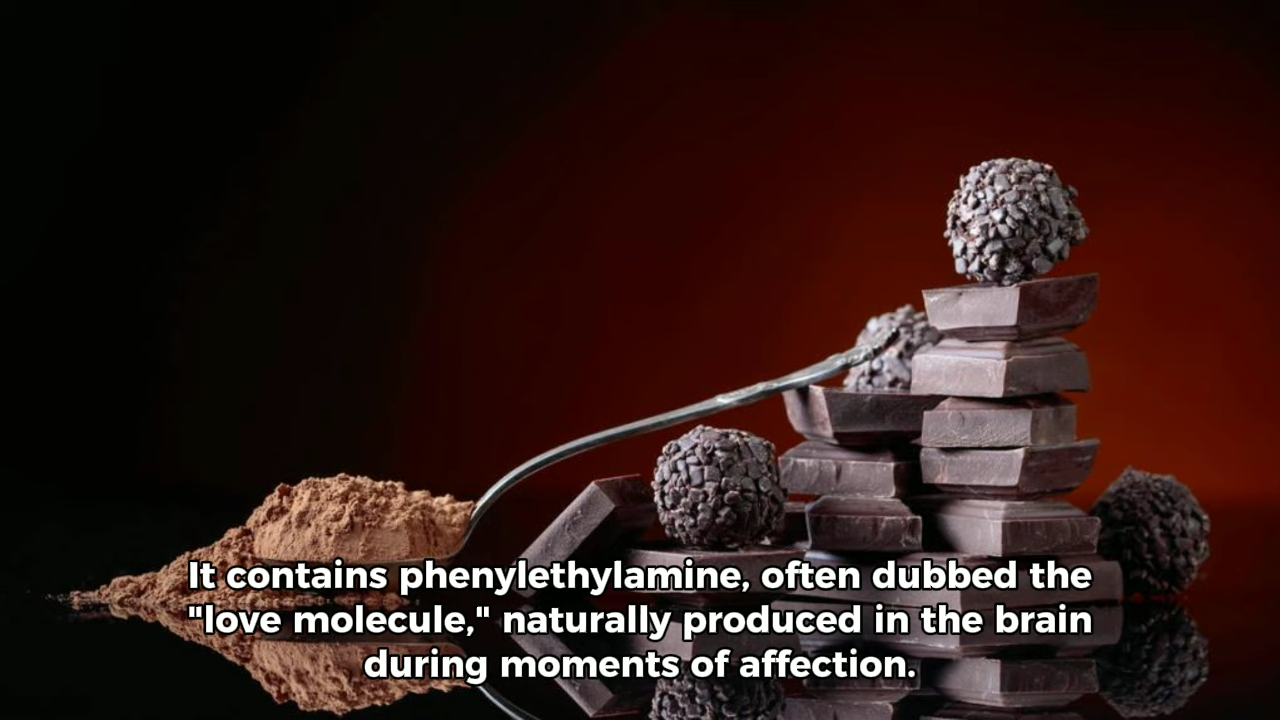 It contains phenylethylamine, often dubbed the
"love molecule," naturally produced in the brain
during moments of affection.